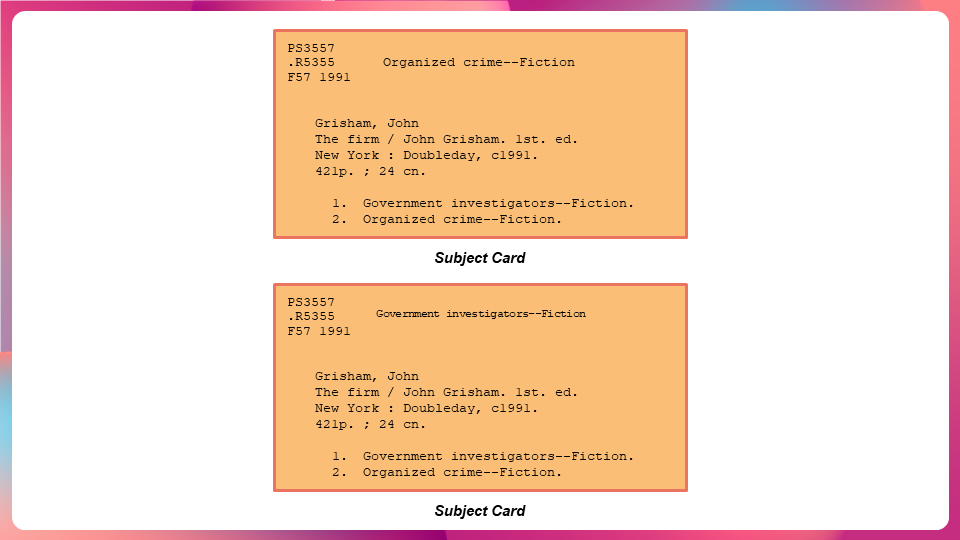 PS3557
.R5355 Organized crime--Fiction
F57 1991
Grisham, John
The firm / John Grisham. 1st. ed.
New York : Doubleday, c1991.
421p. ; 24 cn.
1. Government investigators--Fiction.
2. Organized crime--Fiction.
Subject Card
PS3557
.R5355 Government investigators--Fiction
F57 1991
Grisham, John
The firm / John Grisham. 1st. ed.
New York : Doubleday, c1991.
421p. ; 24 cn.
1. Government investigators--Fiction.
2. Organized crime--Fiction.
Subject Card